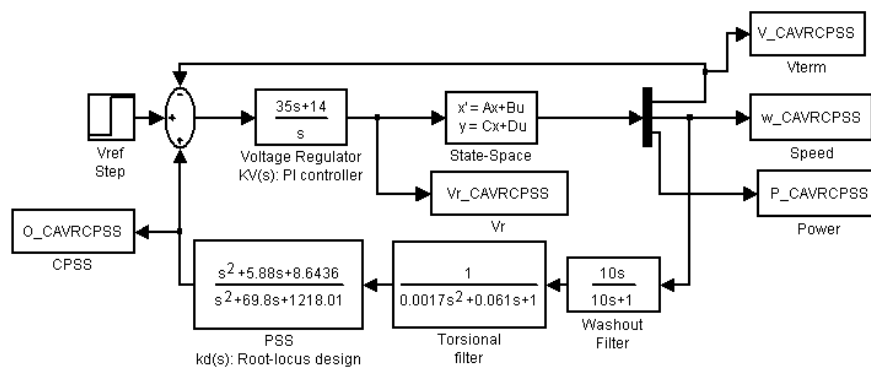 V_CAVRCPSS
Vterm
-
+
+
Vref
Step
35s+14
s
Voltage Regulator
KV(s): PI controller
x' = Ax+Bu
y = Cx+Du
State-Space
w_CAVRCPSS
Speed
Vr_CAVRCPSS
Vr
P_CAVRCPSS
Power
O_CAVRCPSS
CPSS
s²+5.88s+8.6436
s²+69.8s+1218.01
PSS
kd(s): Root-locus design
1
0.0017s²+0.061s+1
Torsional
filter
10s
10s+1
Washout
Filter